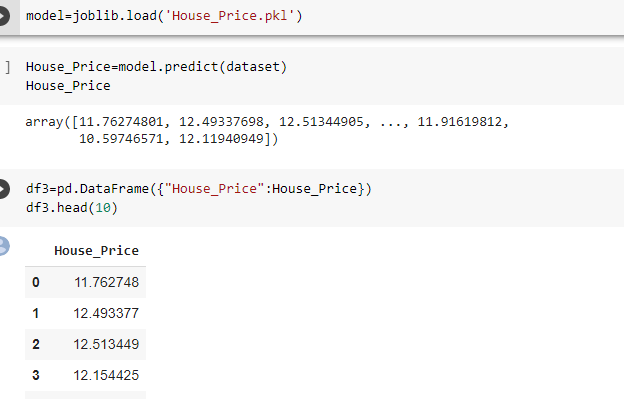 model=joblib.load('House_Price.pkl')
] House_Price=model.predict(dataset)
House_Price
array([11.76274801, 12.49337698, 12.51344905, ..., 11.91619812,
10.59746571, 12.11940949])
df3=pd.DataFrame({"House_Price":House_Price})
df3.head(10)
House_Price
0 11.762748
1 12.493377
2 12.513449
3 12.154425